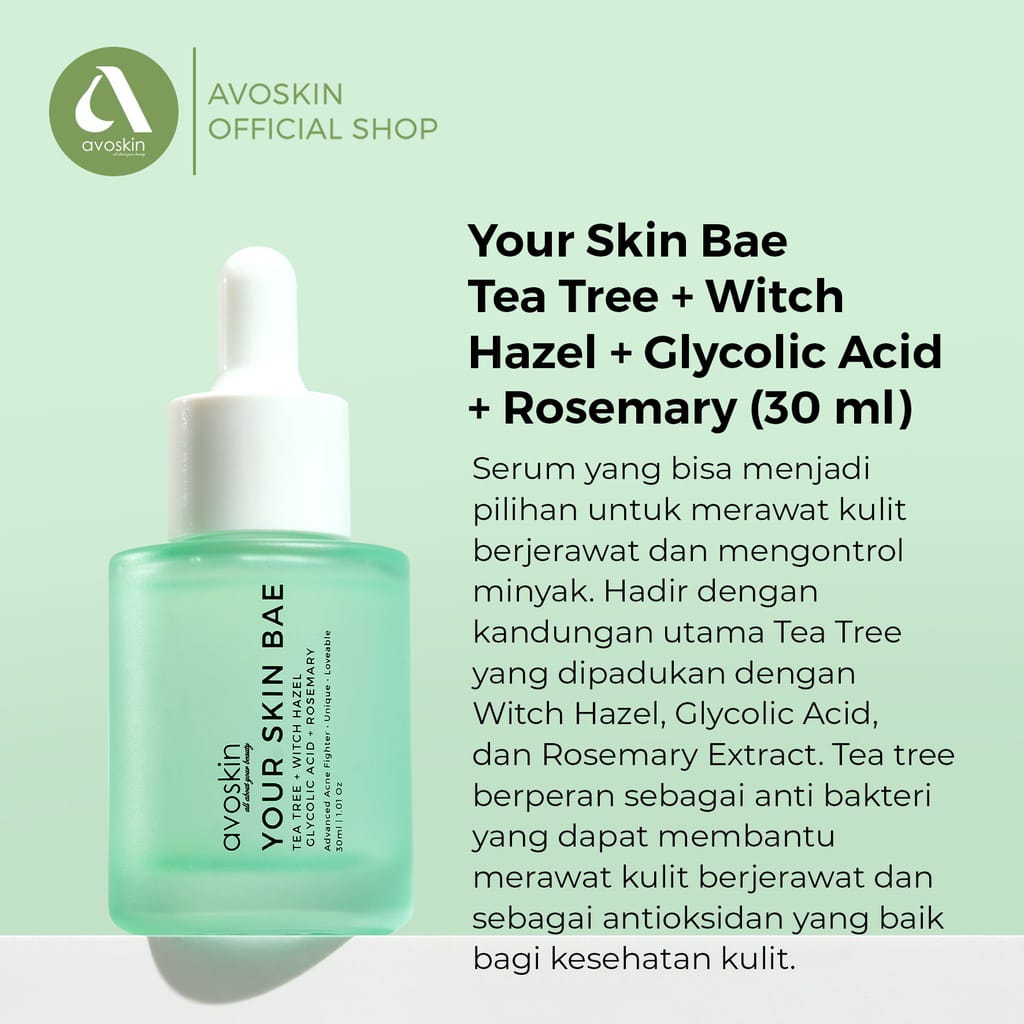 avoskin
all about your beauty
AVOSKIN
OFFICIAL SHOP
Your Skin Bae
Tea Tree + Witch
Hazel + Glycolic Acid
+ Rosemary (30 ml)
Serum yang bisa menjadi
pilihan untuk merawat kulit
berjerawat dan mengontrol
minyak. Hadir dengan
kandungan utama Tea Tree
yang dipadukan dengan
Witch Hazel, Glycolic Acid,
dan Rosemary Extract. Tea tree
berperan sebagai anti bakteri
yang dapat membantu
merawat kulit berjerawat dan
sebagai antioksidan yang baik
bagi kesehatan kulit.
avoskin
all about your beauty
YOUR SKIN BAE
TEA TREE + WITCH HAZEL
GLYCOLIC ACID + ROSEMARY
Advanced Acne Fighter · Unique · Loveable
30ml | 1.01 Oz